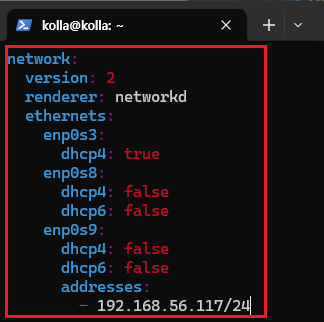 kolla@kolla: ~
network:
  version: 2
  renderer: networkd
  ethernets:
    enp0s3:
      dhcp4: true
    enp0s8:
      dhcp4: false
      dhcp6: false
    enp0s9:
      dhcp4: false
      dhcp6: false
      addresses:
        - 192.168.56.117/24